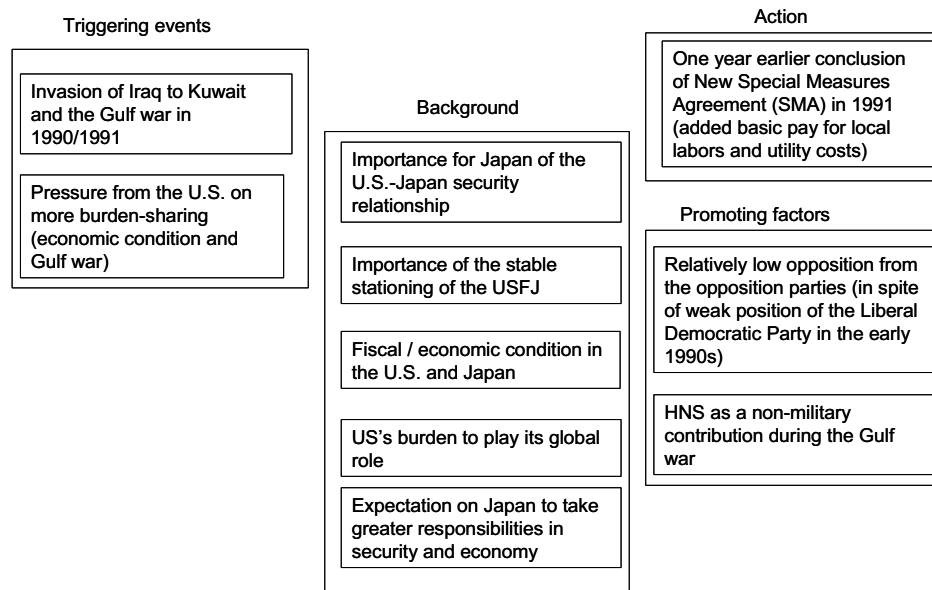 Triggering events
Invasion of Iraq to Kuwait
and the Gulf war in
1990/1991
Pressure from the U.S. on
more burden-sharing
(economic condition and
Gulf war)
Background
Importance for Japan of the
U.S.-Japan security
relationship
Importance of the stable
stationing of the USFJ
Fiscal / economic condition in
the U.S. and Japan
US's burden to play its global
role
Expectation on Japan to take
greater responsibilities in
security and economy
Action
One year earlier conclusion
of New Special Measures
Agreement (SMA) in 1991
(added basic pay for local
labors and utility costs)
Promoting factors
Relatively low opposition from
the opposition parties (in spite
of weak position of the Liberal
Democratic Party in the early
1990s)
HNS as a non-military
contribution during the Gulf
war